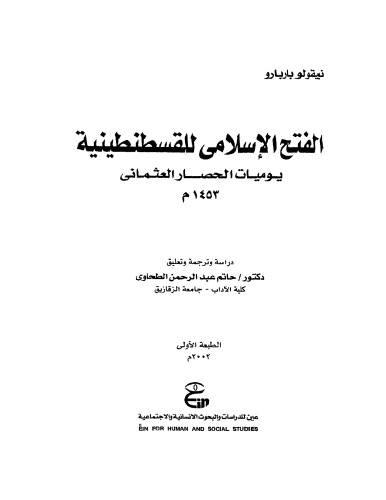 نيقولو باربارو
الفتح الإسلامى للقسطنطينية
يوميات الحصار العثمانى
١٤٥٣ م
دراسة وترجمة وتعليق
دكتور / حاتم عبد الرحمن الطحاوى
كلية الآداب - جامعة الزقازيق
الطبعة الأولى
٢٠٠٢م
Ein
عين للدراسات والبحوث الانسانية والاجتماعية
EIN FOR HUMAN AND SOCIAL STUDIES